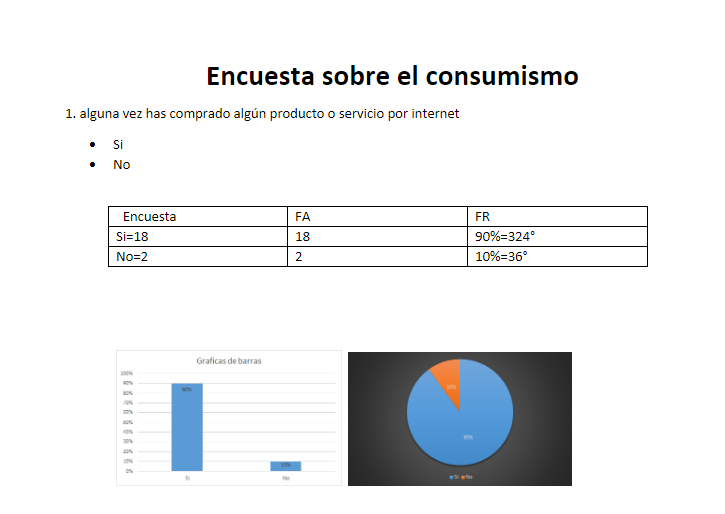 Encuesta sobre el consumismo
1. alguna vez has comprado algún producto o servicio por internet
• Si
• No
Encuesta FA FR
Si=18 18 90%=324°
No=2 2 10%=36°
Graficas de barras
100%
90%
80%
70%
60%
50%
40%
30%
20%
10%
0%
90%
10%
Si No
10%
90%
Si No